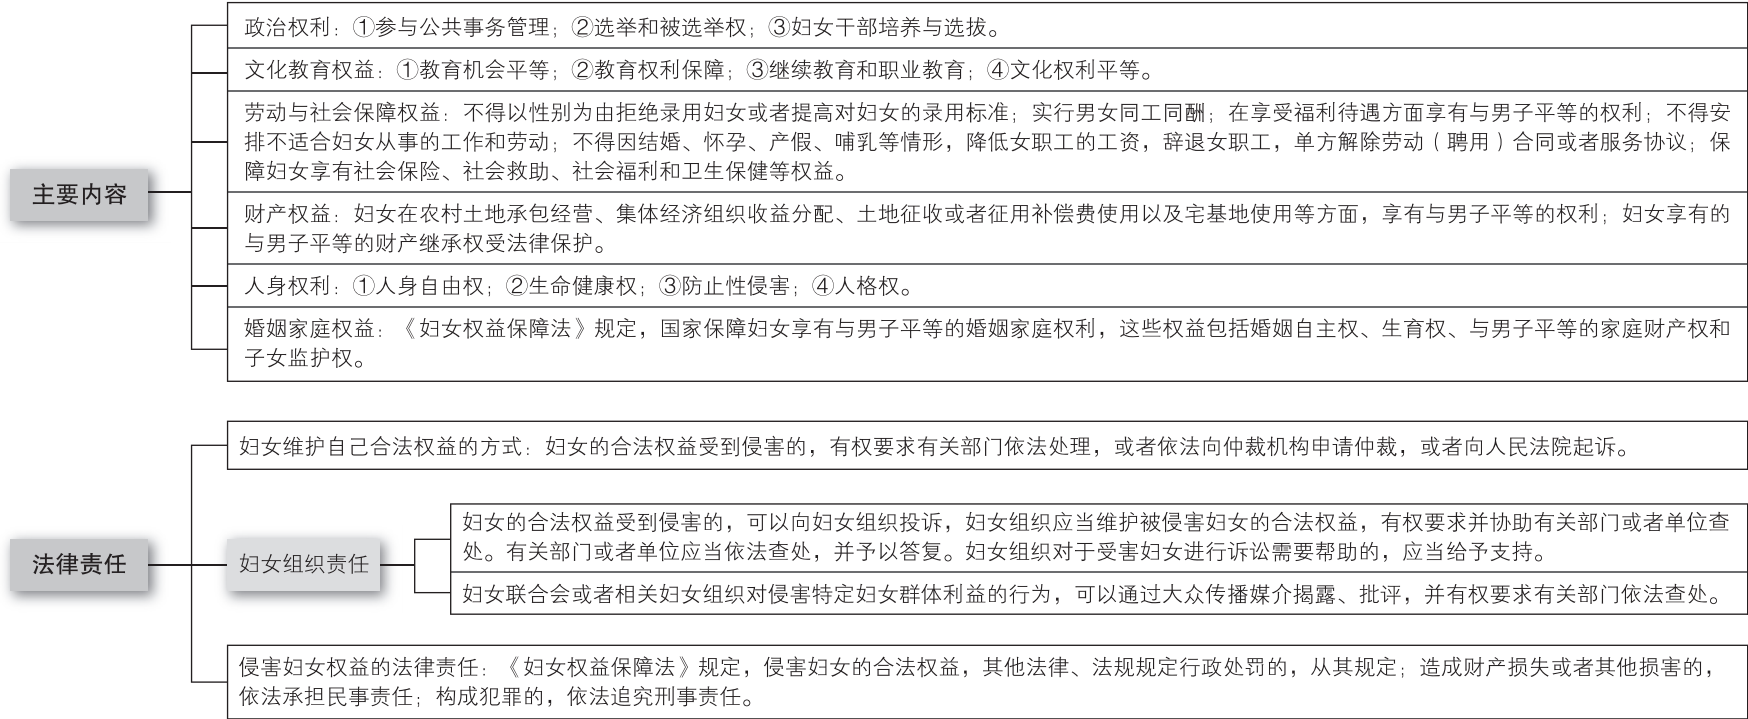 主要内容
政治权利：①参与公共事务管理；②选举和被选举权；③妇女干部培养与选拔。
文化教育权益：①教育机会平等；②教育权利保障；③继续教育和职业教育；④文化权利平等。
劳动与社会保障权益：不得以性别为由拒绝录用妇女或者提高对妇女的录用标准；实行男女同工同酬；在享受福利待遇方面享有与男子平等的权利；不得安
排不适合妇女从事的工作和劳动；不得因结婚、怀孕、产假、哺乳等情形，降低女职工的工资，辞退女职工，单方解除劳动（聘用）合同或者服务协议；保
障妇女享有社会保险、社会救助、社会福利和卫生保健等权益。
财产权益：妇女在农村土地承包经营、集体经济组织收益分配、土地征收或者征用补偿费使用以及宅基地使用等方面，享有与男子平等的权利；妇女享有的
与男子平等的财产继承权受法律保护。
人身权利：①人身自由权；②生命健康权；③防止性侵害；④人格权。
婚姻家庭权益：《妇女权益保障法》规定，国家保障妇女享有与男子平等的婚姻家庭权利，这些权益包括婚姻自主权、生育权、与男子平等的家庭财产权和
子女监护权。
法律责任
妇女维护自己合法权益的方式：妇女的合法权益受到侵害的，有权要求有关部门依法处理，或者依法向仲裁机构申请仲裁，或者向人民法院起诉。
妇女组织责任
妇女的合法权益受到侵害的，可以向妇女组织投诉，妇女组织应当维护被侵害妇女的合法权益，有权要求并协助有关部门或者单位查
处。有关部门或者单位应当依法查处，并予以答复。妇女组织对于受害妇女进行诉讼需要帮助的，应当给予支持。
妇女联合会或者相关妇女组织对侵害特定妇女群体利益的行为，可以通过大众传播媒介揭露、批评，并有权要求有关部门依法查处。
侵害妇女权益的法律责任：《妇女权益保障法》规定，侵害妇女的合法权益，其他法律、法规规定行政处罚的，从其规定；造成财产损失或者其他损害的，
依法承担民事责任；构成犯罪的，依法追究刑事责任。